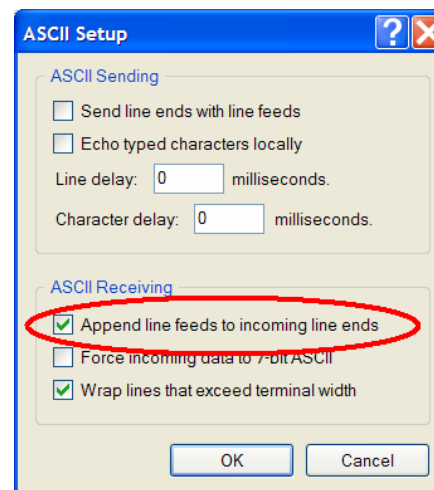 ASCII Setup
ASCII Sending
Send line ends with line feeds
Echo typed characters locally
Line delay: 0 milliseconds.
Character delay: 0 milliseconds.
ASCII Receiving
Append line feeds to incoming line ends
Force incoming data to 7-bit ASCII
Wrap lines that exceed terminal width
OK Cancel